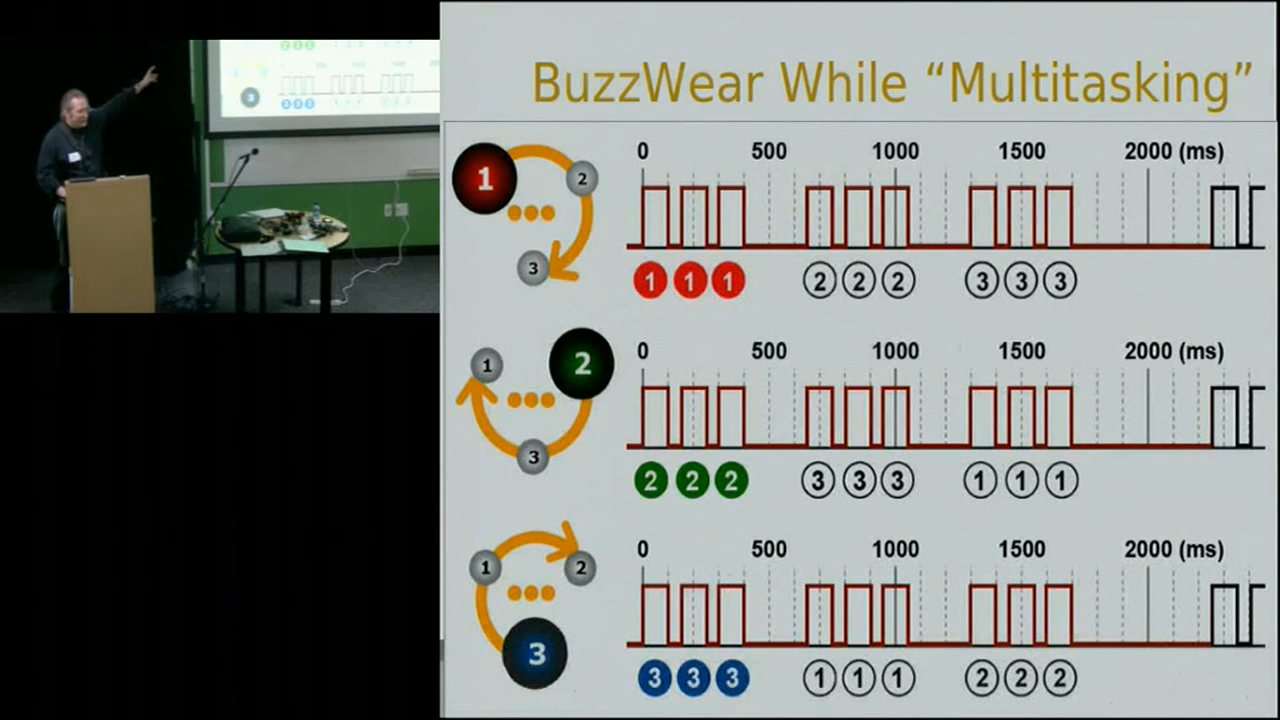 BuzzWear While “Multitasking”
0 500 1000 1500 2000 (ms)
1 2
3
1 1 1 2 2 2 3 3 3
0 500 1000 1500 2000 (ms)
1 2
3
2 2 2 3 3 3 1 1 1
0 500 1000 1500 2000 (ms)
1 2
3
3 3 3 1 1 1 2 2 2